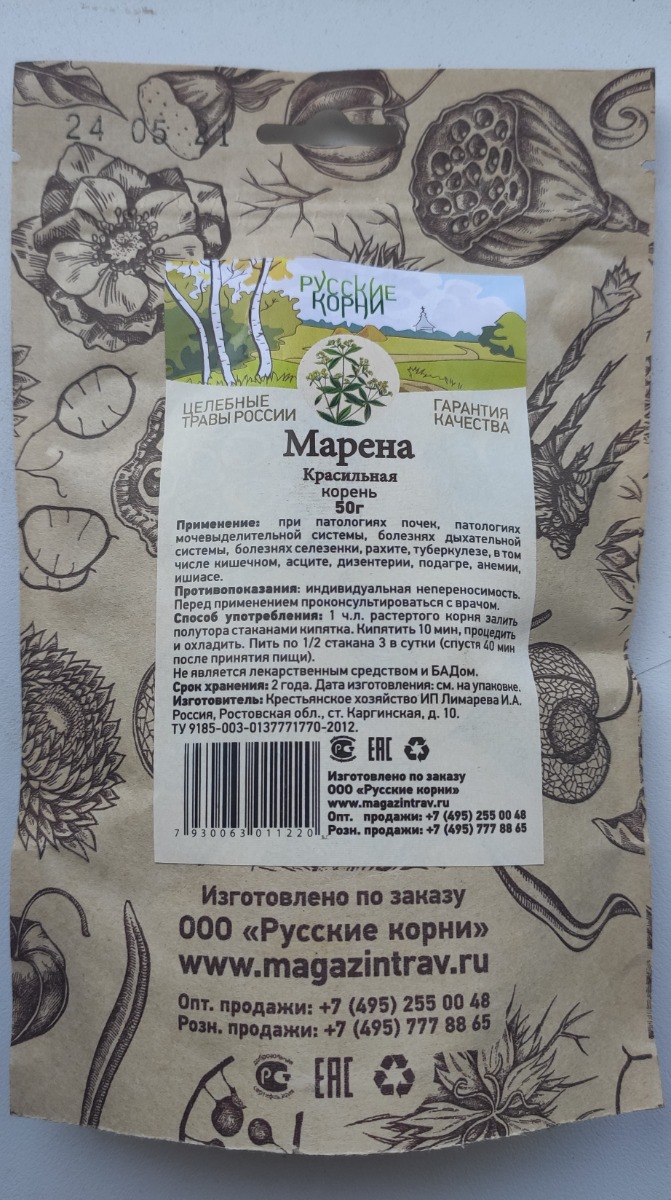 24 05 21
РУССКИЕ
КОРНИ
ЦЕЛЕБНЫЕ
ТРАВЫ РОССИИ
ГАРАНТИЯ
КАЧЕСТВА
Марена
Красильная
корень
50г
Применение: при патологиях почек, патологиях
мочевыделительной системы, болезнях дыхательной
системы, болезнях селезенки, рахите, туберкулезе, в том
числе кишечном, асците, дизентерии, подагре, анемии,
ишиасе.
Противопоказания: индивидуальная непереносимость.
Перед применением проконсультироваться с врачом.
Способ употребления: 1 ч.л. растертого корня залить
полутора стаканами кипятка. Кипятить 10 мин, процедить
и охладить. Пить по 1/2 стакана 3 в сутки (спустя 40 мин
после принятия пищи).
Не является лекарственным средством и БАДом.
Срок хранения: 2 года. Дата изготовления: см. на упаковке.
Изготовитель: Крестьянское хозяйство ИП Лимарева И.А.
Россия, Ростовская обл., ст. Каргинская, д. 10.
ТУ 9185-003-0137771770-2012.
EAC
Изготовлено по заказу
ООО «Русские корни»
www.magazintrav.ru
Опт. продажи: +7 (495) 255 00 48
Розн. продажи: +7 (495) 777 88 65
7 930063 011220
Изготовлено по заказу
ООО «Русские корни»
www.magazintrav.ru
Опт. продажи: +7 (495) 255 00 48
Розн. продажи: +7 (495) 777 88 65
EAC